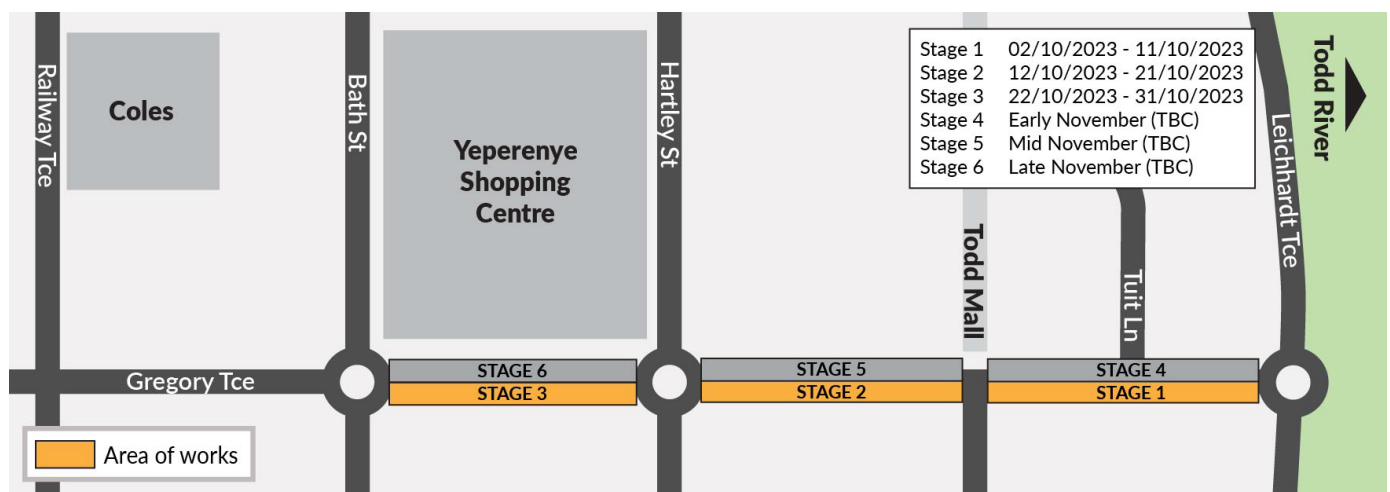 Railway Tce
Coles
Bath St
Yeperenye
Shopping
Centre
Hartley St
Stage 1 02/10/2023 - 11/10/2023
Stage 2 12/10/2023 - 21/10/2023
Stage 3 22/10/2023 - 31/10/2023
Stage 4 Early November (TBC)
Stage 5 Mid November (TBC)
Stage 6 Late November (TBC)
Todd Mall
Tuit Ln
Leichhardt Tce
Todd River
Gregory Tce
STAGE 6
STAGE 3
STAGE 5
STAGE 2
STAGE 4
STAGE 1
Area of works